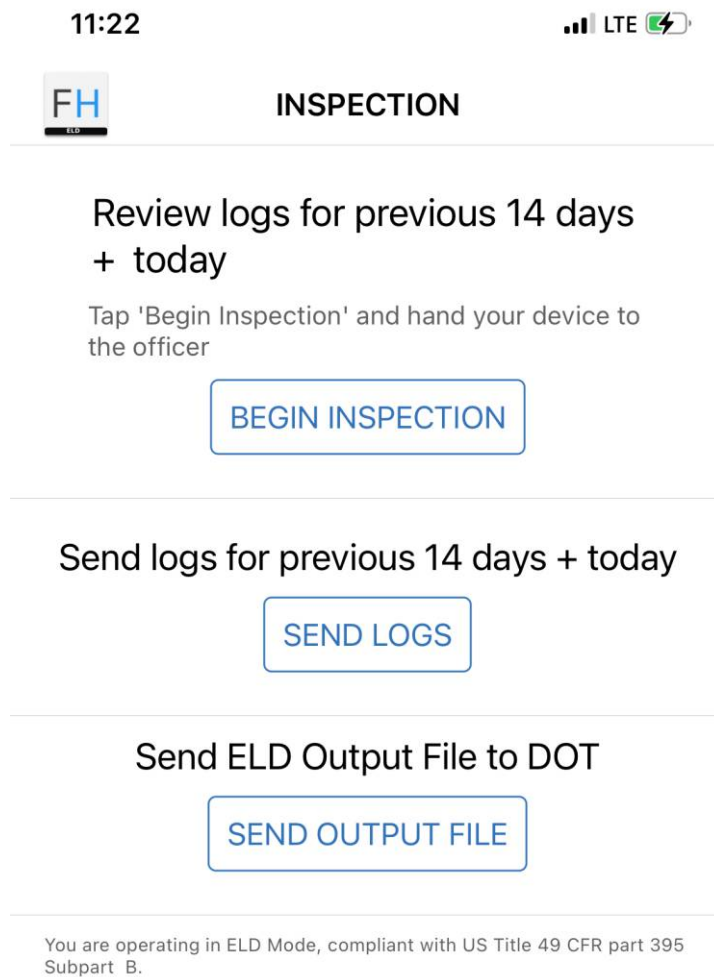 11:22
LTE
FH
ELD
INSPECTION
Review logs for previous 14 days
+ today
Tap 'Begin Inspection' and hand your device to
the officer
BEGIN INSPECTION
Send logs for previous 14 days + today
SEND LOGS
Send ELD Output File to DOT
SEND OUTPUT FILE
You are operating in ELD Mode, compliant with US Title 49 CFR part 395
Subpart B.